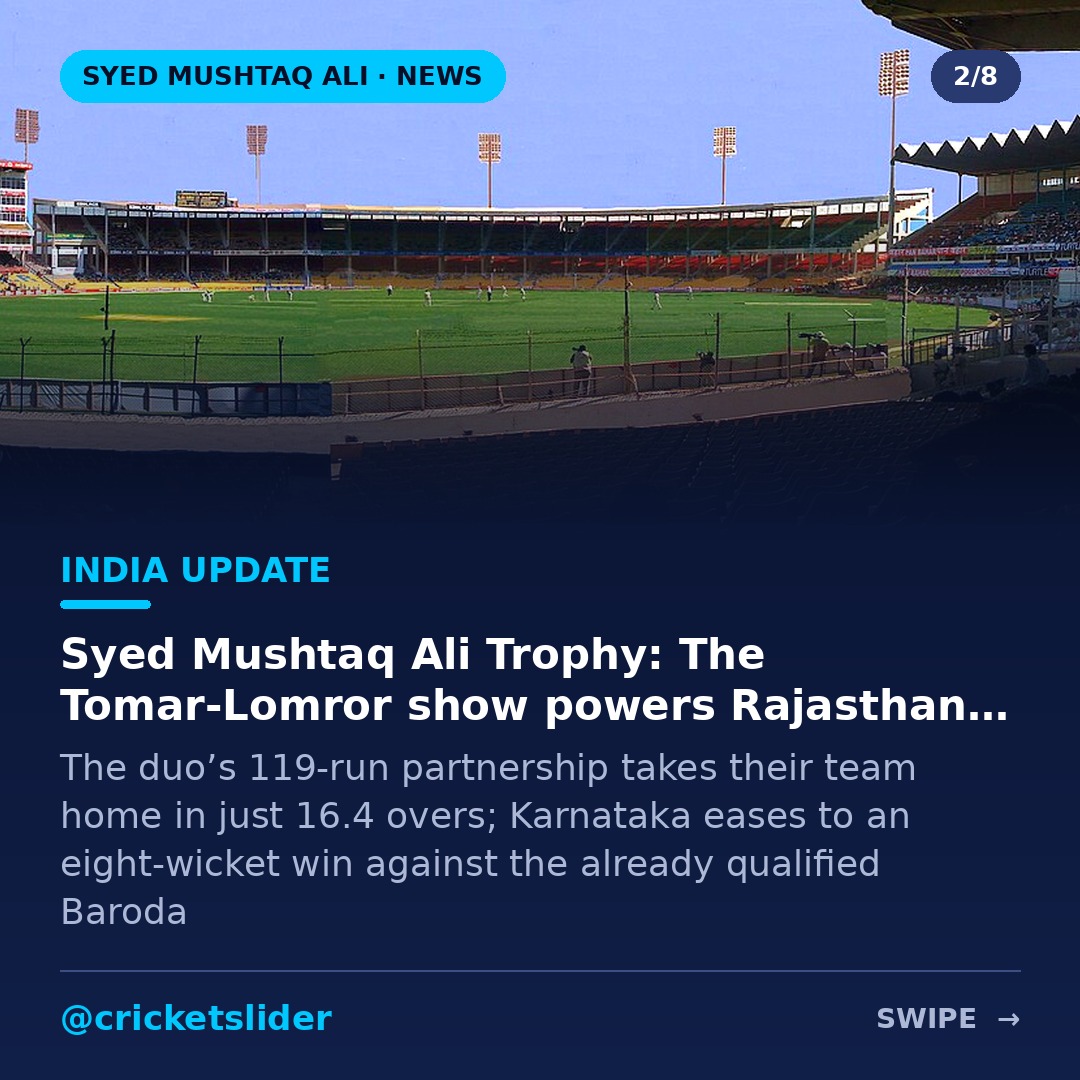 SYED MUSHTAQ ALI · NEWS
2/8
INDIA UPDATE
Syed Mushtaq Ali Trophy: The
Tomar-Lomror show powers Rajasthan…
The duo’s 119-run partnership takes their team
home in just 16.4 overs; Karnataka eases to an
eight-wicket win against the already qualified
Baroda
@cricketslider
SWIPE →